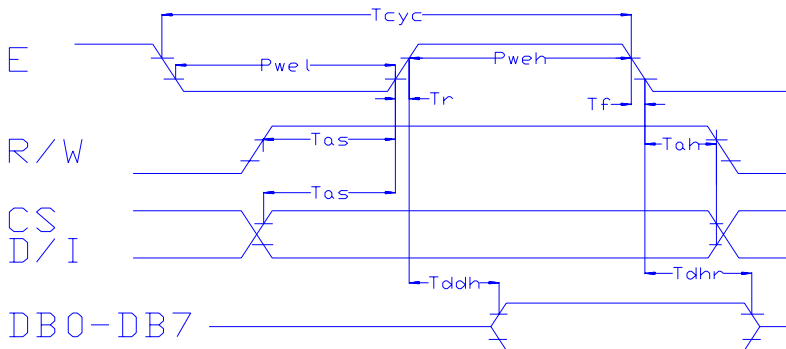 Tcyc
E
Pwel
Pweh
Tr
Tf
R/W
Tas
Tah
Tas
CS
D/I
Tddh
Tdhr
DB0-DB7